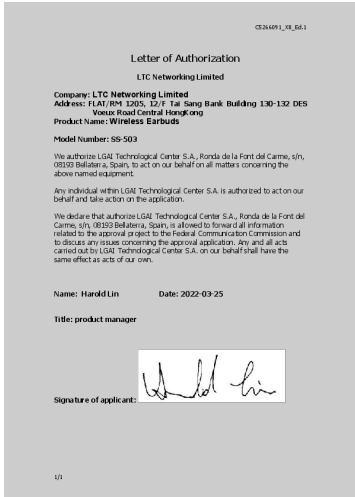 CS266091_XB_Ed.1
Letter of Authorization
LTC Networking Limited
Company: LTC Networking Limited
Address: FLAT/RM 1205, 12/F Tai Sang Bank Building 130-132 DES
Voeux Road Central HongKong
Product Name: Wireless Earbuds
Model Number: SS-503
We authorize LGAI Technological Center S.A., Ronda de la Font del Carme, s/n,
08193 Bellaterra, Spain, to act on our behalf on all matters concerning the
above named equipment.
Any individual within LGAI Technological Center S.A. is authorized to act on our
behalf and take action on the application.
We declare that authorize LGAI Technological Center S.A., Ronda de la Font del
Carme, s/n, 08193 Bellaterra, Spain, is allowed to forward all information
related to the approval project to the Federal Communication Commission and
to discuss any issues concerning the approval application. Any and all acts
carried out by LGAI Technological Center S.A. on our behalf shall have the
same effect as acts of our own.
Name: Harold Lin Date: 2022-03-25
Title: product manager
Harold Lin
Signature of applicant:
1/1